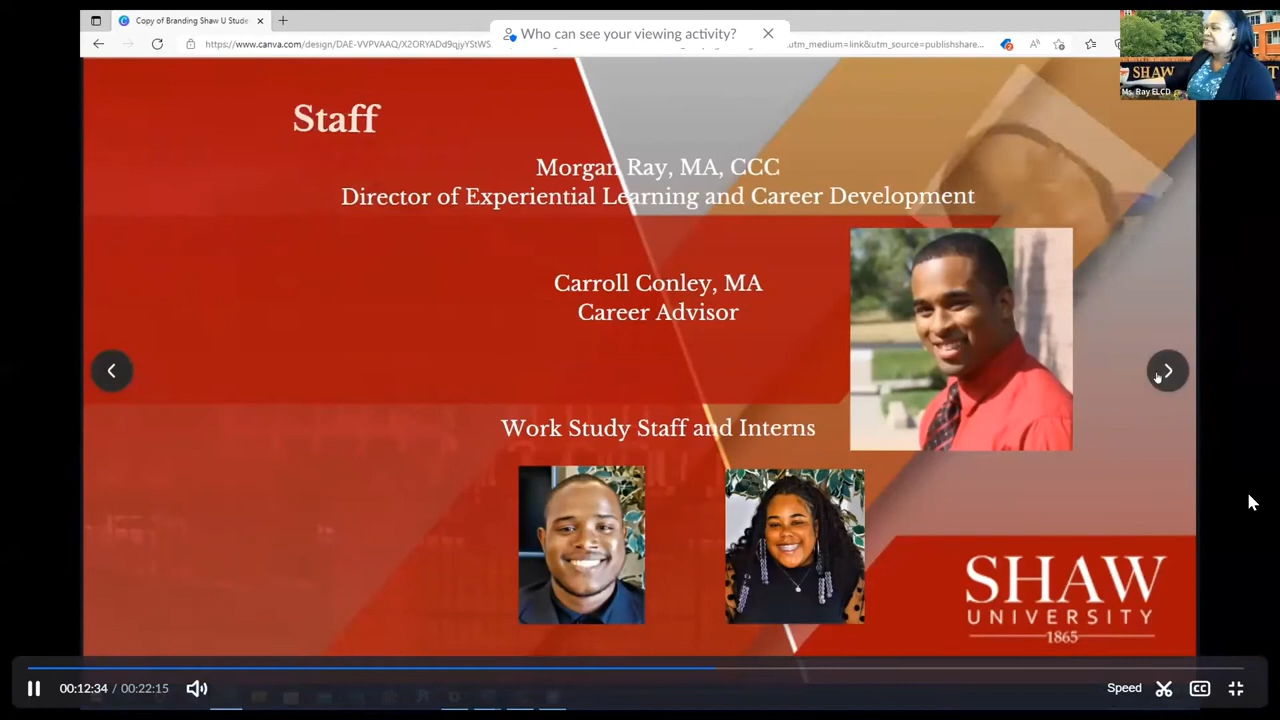 Copy of Branding Shaw U Stude
https://www.canva.com/design/DAE-VVPVAAQ/X2ORYADd9qjyYStWS
Who can see your viewing activity?
utm_medium=link&utm_source=publishshare...
SHAW
Ms. Ray ELCD
Staff
Morgan Ray, MA, CCC
Director of Experiential Learning and Career Development
Carroll Conley, MA
Career Advisor
Work Study Staff and Interns
SHAW
UNIVERSITY
1865
00:12:34 / 00:22:15
Speed
CC